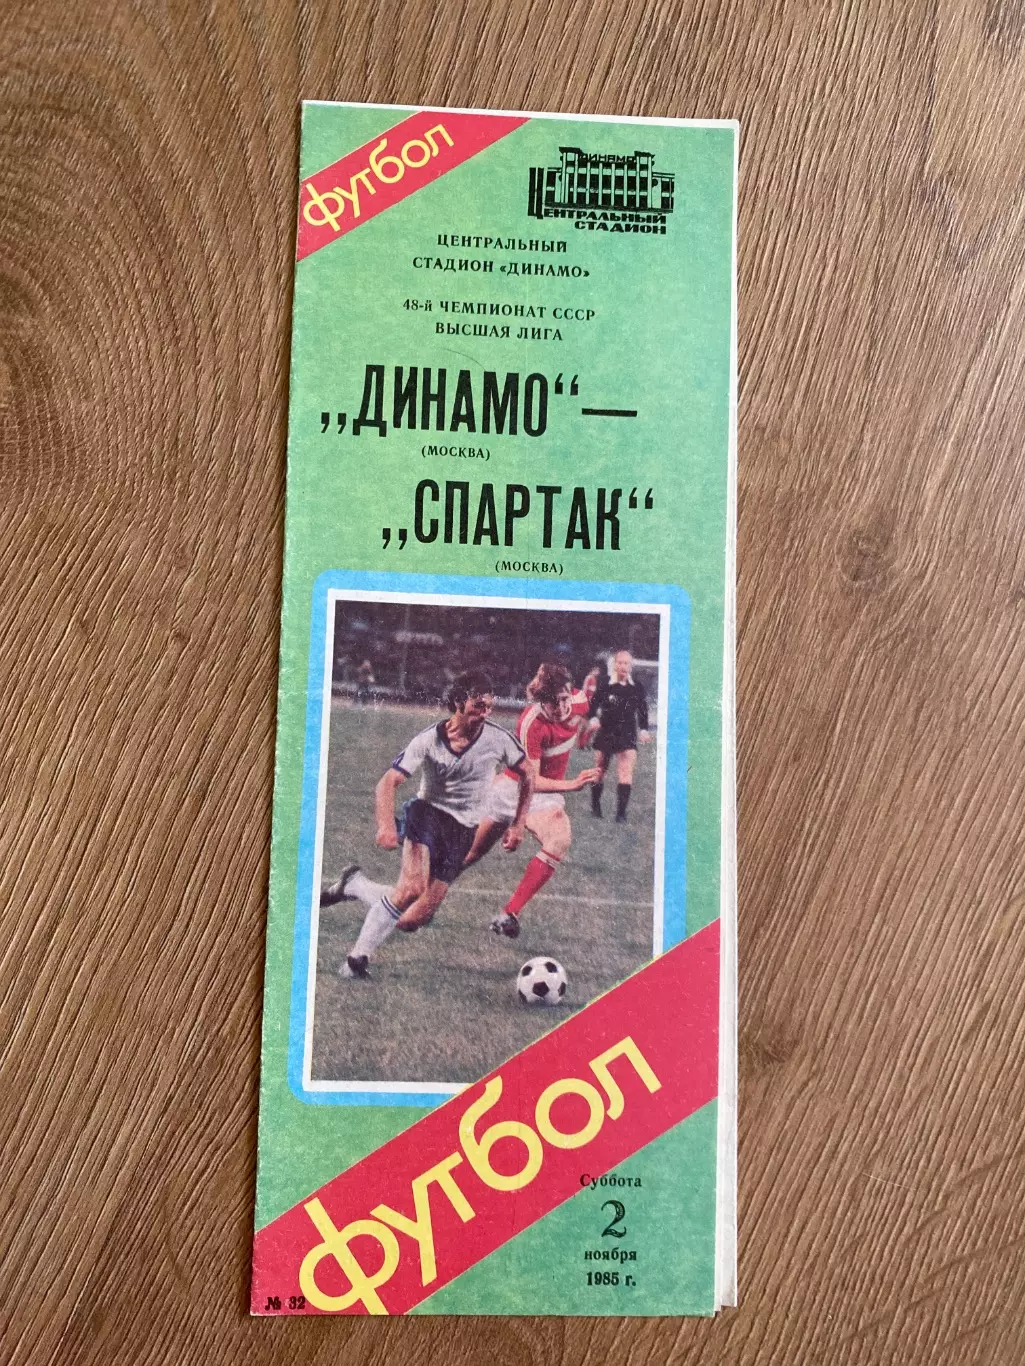 футбол
ДИНАМО
ЦЕНТРАЛЬНЫЙ
СТАДИОН
ЦЕНТРАЛЬНЫЙ
СТАДИОН «ДИНАМО»
48-й ЧЕМПИОНАТ СССР
ВЫСШАЯ ЛИГА
„ДИНАМО“—
(МОСКВА)
„СПАРТАК“
(МОСКВА)
футбол
Суббота
2
ноября
1985 г.
№ 32